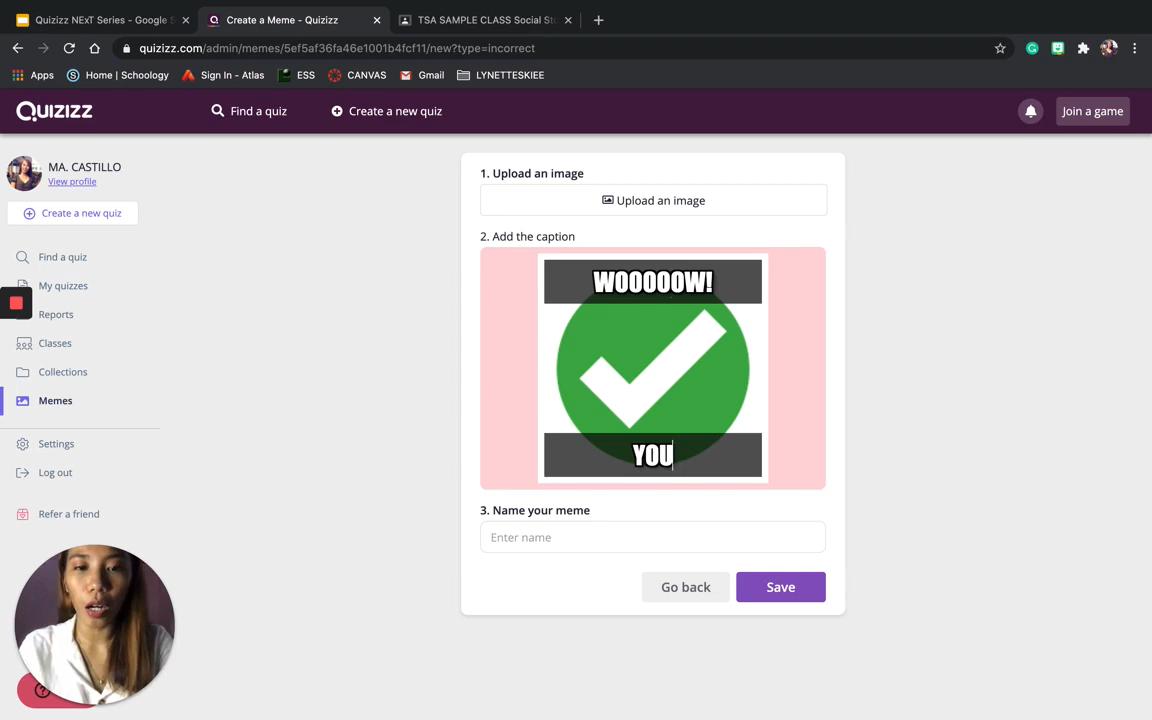 Quizizz NExT Series - Google S
Create a Meme - Quizizz
TSA SAMPLE CLASS Social Stu
quizizz.com/admin/memes/5ef5af36fa46e1001b4fcf11/new?type=incorrect
Apps
Home | Schoology
Sign In - Atlas
ESS
CANVAS
Gmail
LYNETTESKIEE
QUIZIZZ
Find a quiz
Create a new quiz
Join a game
MA. CASTILLO
View profile
Create a new quiz
Find a quiz
My quizzes
Reports
Classes
Collections
Memes
Settings
Log out
Refer a friend
1. Upload an image
Upload an image
2. Add the caption
WOOOOOW!
YOU
3. Name your meme
Enter name
Go back
Save